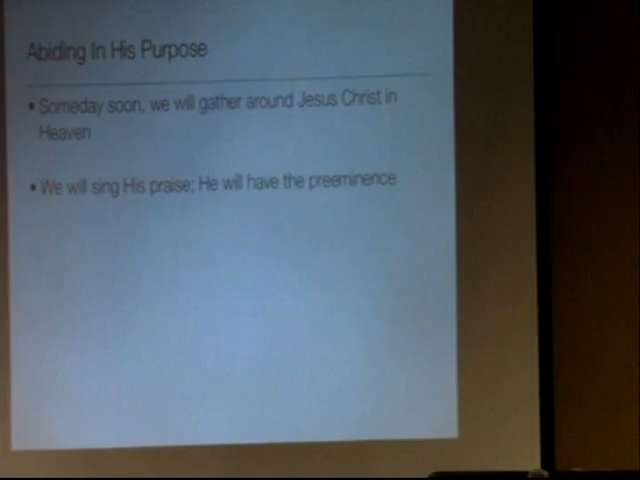 Abiding In His Purpose
• Someday soon, we will gather around Jesus Christ in
Heaven
• We will sing His praise; He will have the preeminence